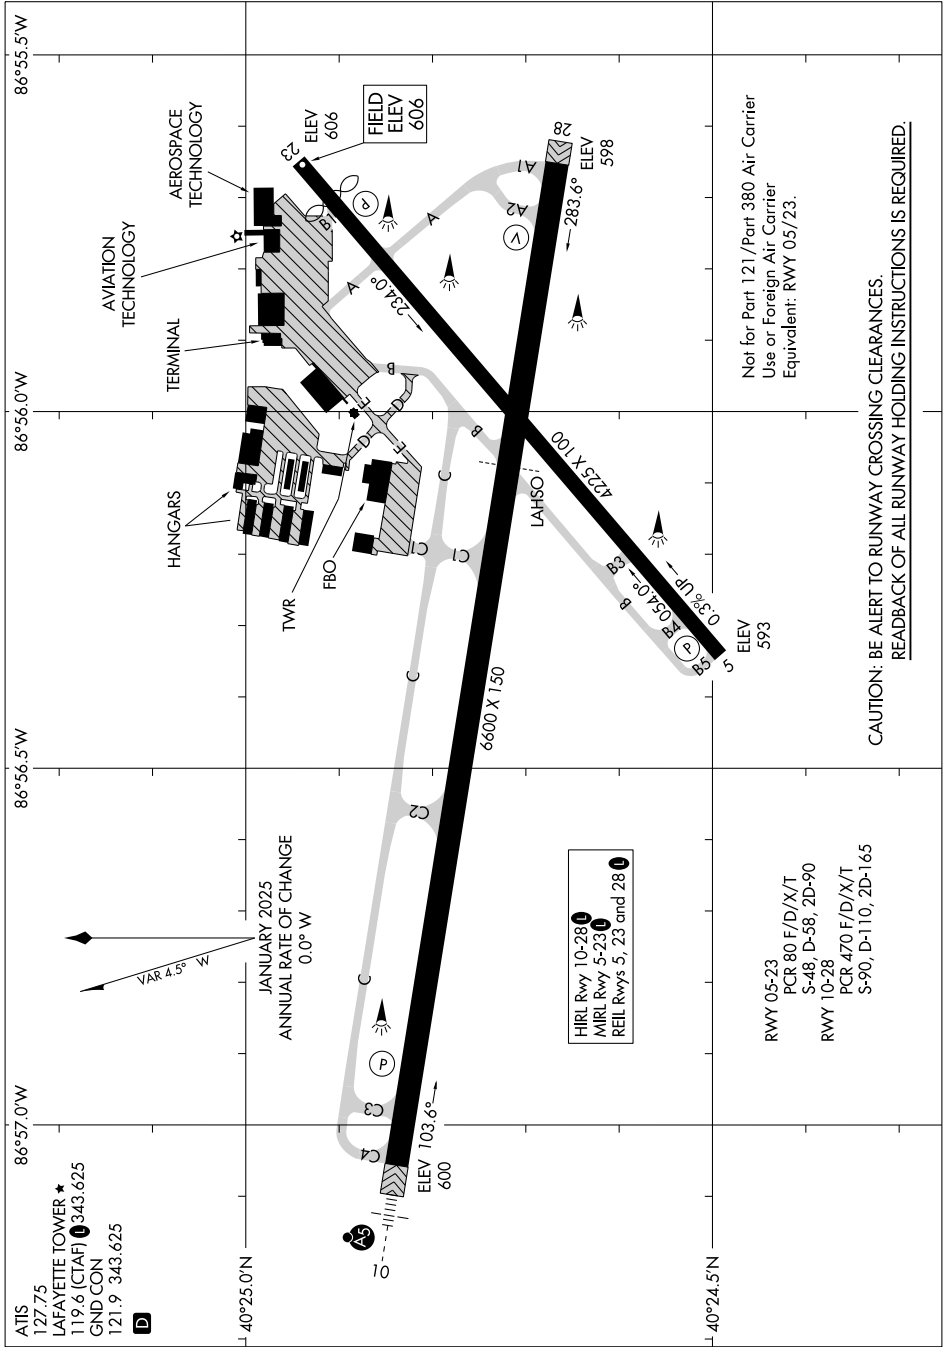 ATIS
127.75
LAFAYETTE TOWER ★
119.6 (CTAF) Ⓛ 343.625
GND CON
121.9 343.625
D
86°57.0'W
86°56.5'W
86°56.0'W
86°55.5'W
40°25.0'N
40°24.5'N
VAR 4.5° W
JANUARY 2025
ANNUAL RATE OF CHANGE
0.0° W
HANGARS
TERMINAL
AVIATION
TECHNOLOGY
AEROSPACE
TECHNOLOGY
TWR
FBO
23
ELEV
606
FIELD
ELEV
606
B1
P
A
A
234.0°
B
E
D
D
E
B
C
C1
C1
C
C2
C
C3
C4
P
A5
10
ELEV
600
103.6°
6600 X 150
LAHSO
4225 X 100
A1
A2
V
28
ELEV
598
283.6°
B3
B
B4
P
B5
5
054.0°
0.3% UP
ELEV
593
HIRL Rwy 10-28 Ⓛ
MIRL Rwy 5-23 Ⓛ
REIL Rwys 5, 23 and 28 Ⓛ
RWY 05-23
PCR 80 F/D/X/T
S-48, D-58, 2D-90
RWY 10-28
PCR 470 F/D/X/T
S-90, D-110, 2D-165
Not for Part 121/Part 380 Air Carrier
Use or Foreign Air Carrier
Equivalent: RWY 05/23.
CAUTION: BE ALERT TO RUNWAY CROSSING CLEARANCES.
READBACK OF ALL RUNWAY HOLDING INSTRUCTIONS IS REQUIRED.